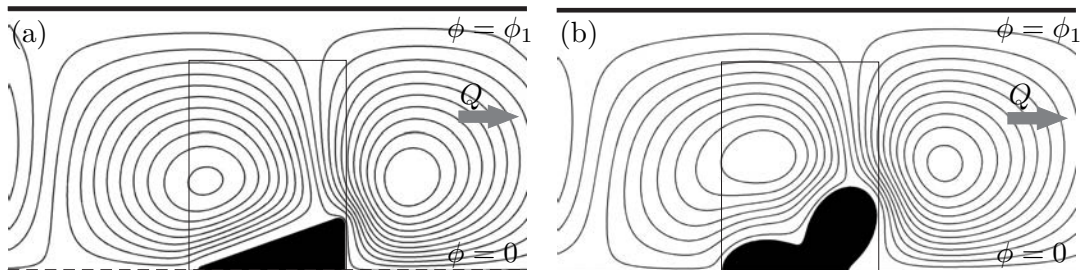 (a)
ϕ = ϕ₁
Q
ϕ = 0
(b)
ϕ = ϕ₁
Q
ϕ = 0